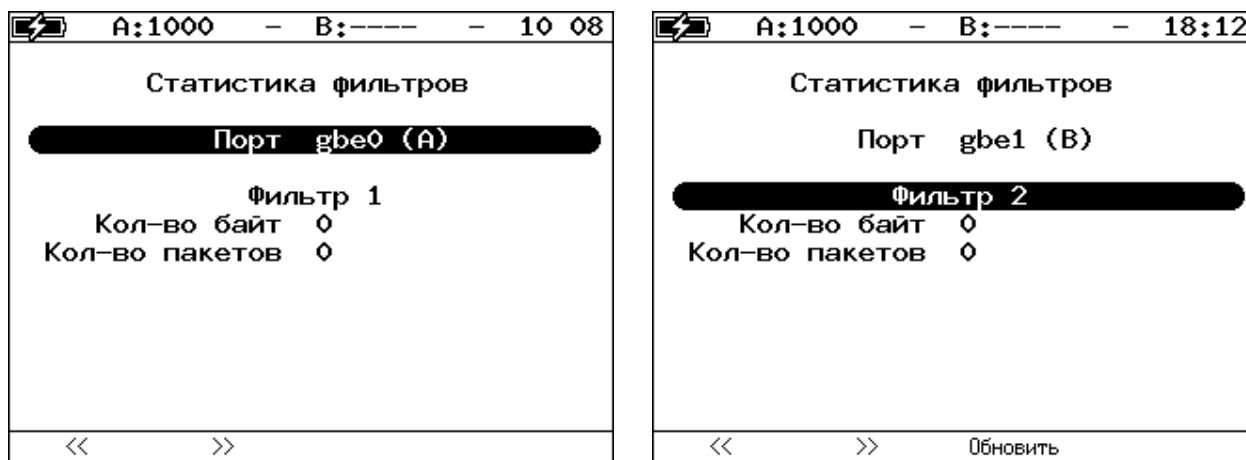 A:1000 – B:---- – 10 08
Статистика фильтров
Порт gbe0 (A)
Фильтр 1
Кол-во байт 0
Кол-во пакетов 0
<< >>
A:1000 – B:---- – 18:12
Статистика фильтров
Порт gbe1 (B)
Фильтр 2
Кол-во байт 0
Кол-во пакетов 0
<< >> Обновить